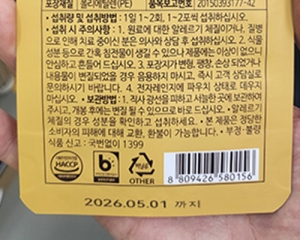 포장재질 폴리에틸렌(PE) 품목보고번호 20150393177-42
• 섭취량 및 섭취방법 : 1일 1~2회, 1~2포씩 섭취하십시오.
• 섭취 시 주의사항 : 1. 원료에 대한 알레르기 체질이거나, 질병
으로 인해 치료 중이신 분은 의사와 상담 후 섭취하십시오. 2. 식물
성분 등으로 간혹 침전물이 생길 수 있으나 제품에는 이상이 없으니
안심하고 흔들어 드십시오. 3. 포장지가 변형, 팽창, 손상 되었거나
내용물이 변질되었을 경우 음용하지 마시고, 즉시 고객 상담실로
문의하시기 바랍니다. 4. 전자레인지에 파우치 상태로 데우지
마십시오. • 보관방법 : 직사 광선을 피하고 서늘한 곳에 보관하여
주시고, 개봉 후에는 변질 될 수 있으므로 바로 드십시오. • 알레르기
체질의 경우 성분을 확인하고 섭취하세요. • 본 제품은 정당한
소비자의 피해에 대해 교환, 환불이 가능합니다. • 부정·불량
식품 신고 : 국번없이 1399
HACCP
OTHER
8 809426 580156
2026.05.01 까지